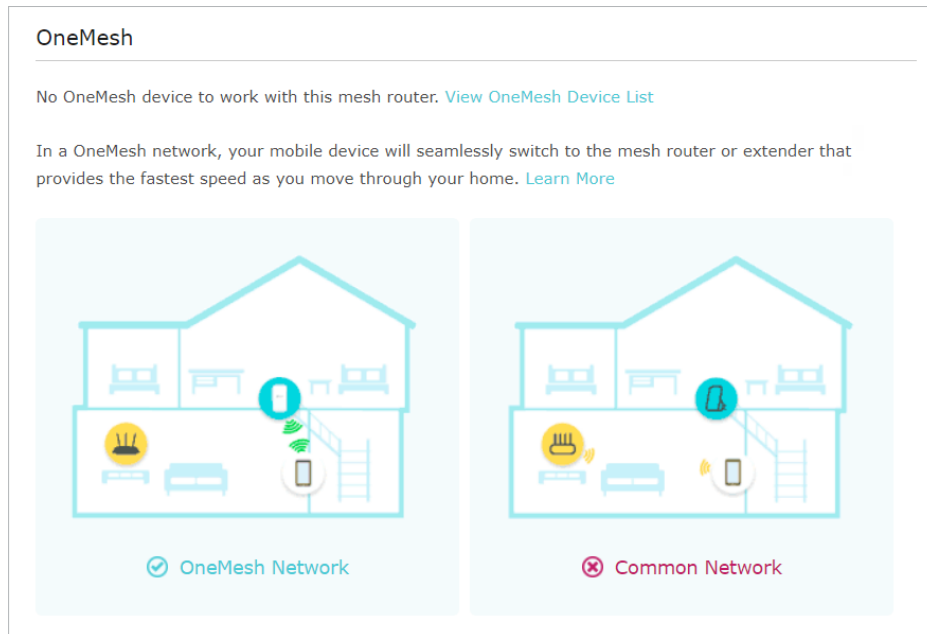 OneMesh
No OneMesh device to work with this mesh router. View OneMesh Device List
In a OneMesh network, your mobile device will seamlessly switch to the mesh router or extender that
provides the fastest speed as you move through your home. Learn More
OneMesh Network
Common Network